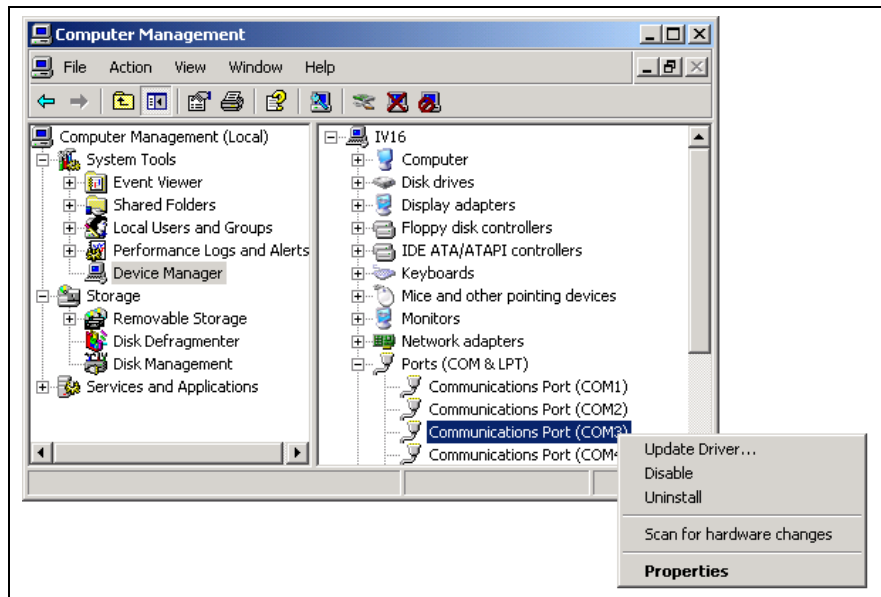 Computer Management
File Action View Window Help
Computer Management (Local)
System Tools
Event Viewer
Shared Folders
Local Users and Groups
Performance Logs and Alerts
Device Manager
Storage
Removable Storage
Disk Defragmenter
Disk Management
Services and Applications
IV16
Computer
Disk drives
Display adapters
Floppy disk controllers
IDE ATA/ATAPI controllers
Keyboards
Mice and other pointing devices
Monitors
Network adapters
Ports (COM & LPT)
Communications Port (COM1)
Communications Port (COM2)
Communications Port (COM3)
Communications Port (COM4
Update Driver...
Disable
Uninstall
Scan for hardware changes
Properties